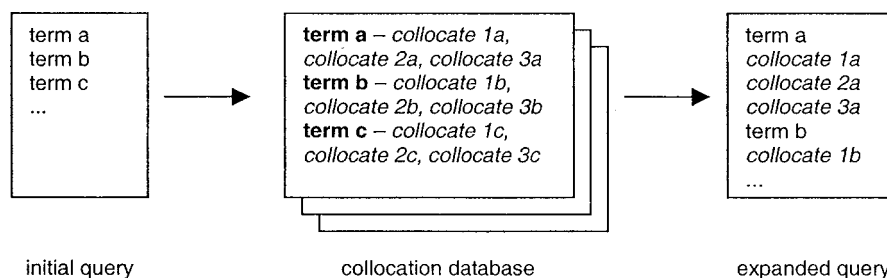 term a
term b
term c
...
term a – collocate 1a,
collocate 2a, collocate 3a
term b – collocate 1b,
collocate 2b, collocate 3b
term c – collocate 1c,
collocate 2c, collocate 3c
term a
collocate 1a
collocate 2a
collocate 3a
term b
collocate 1b
...
initial query
collocation database
expanded query